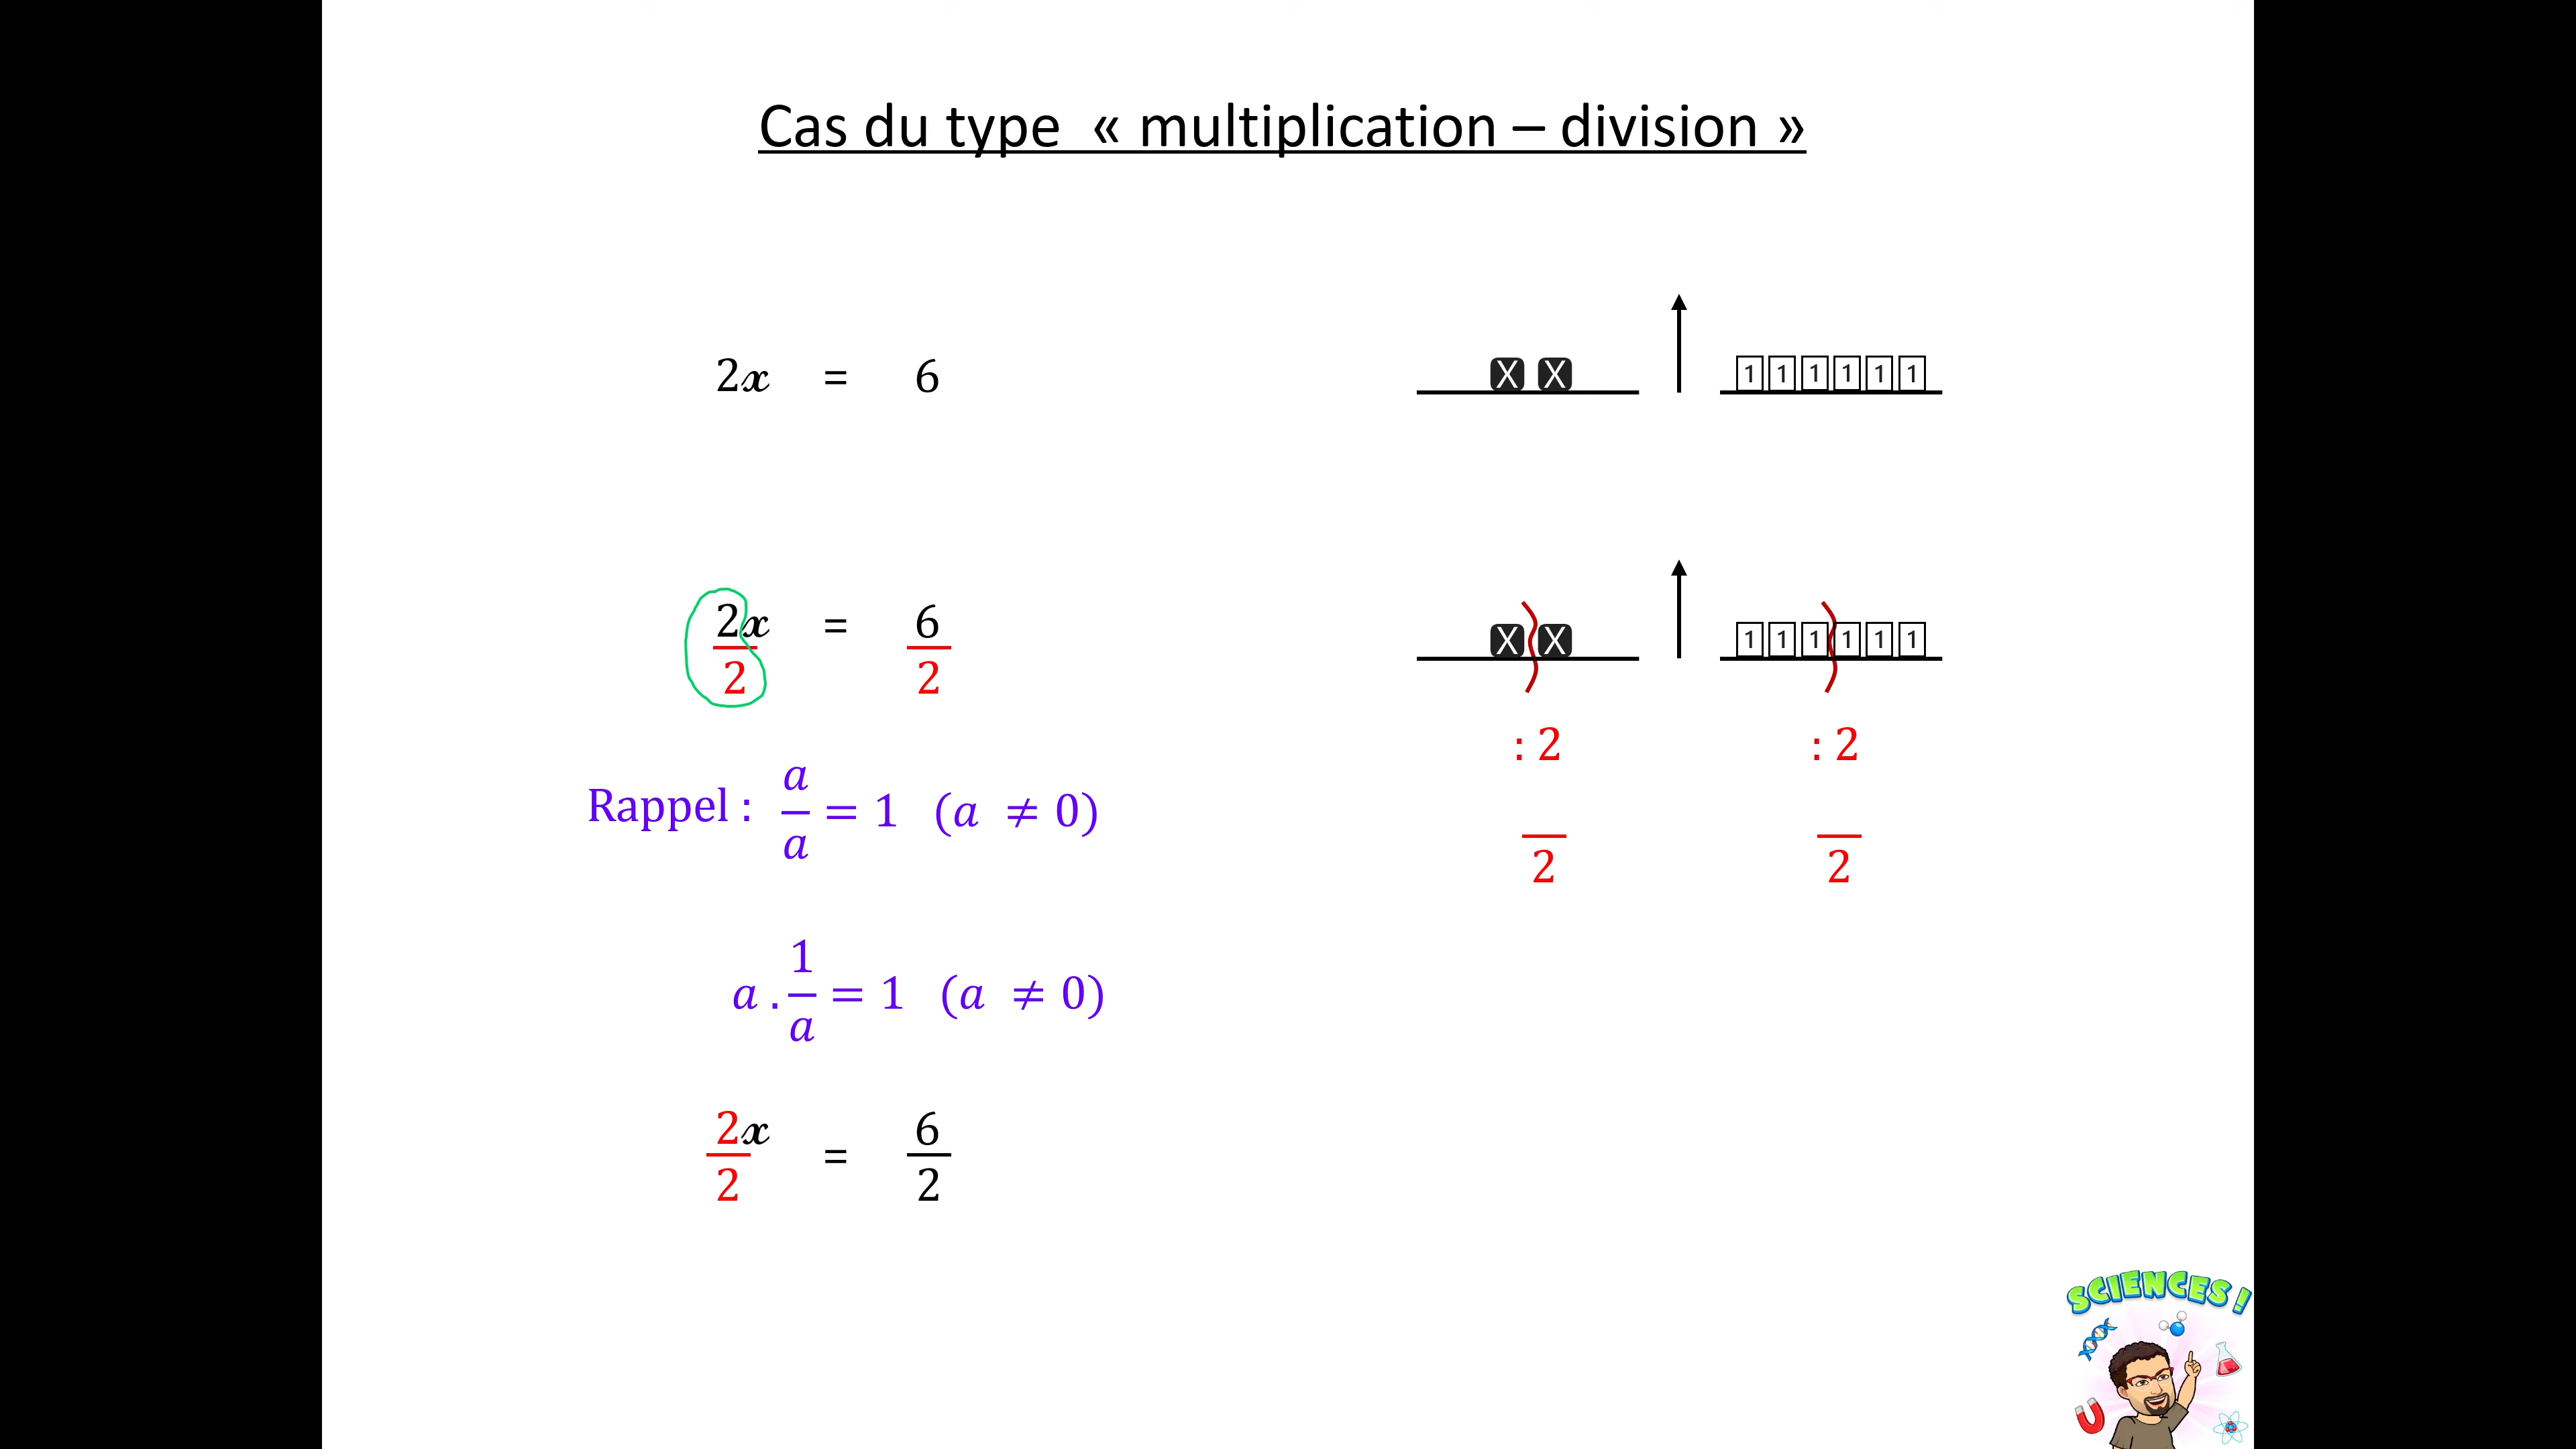 Cas du type « multiplication – division »
2x = 6
X X 1 1 1 1 1 1
2x/2 = 6/2
X X 1 1 1 1 1 1
: 2 : 2
Rappel : a/a = 1 (a ≠ 0)
/2 /2
a . 1/a = 1 (a ≠ 0)
2x/2 = 6/2
SCIENCES !